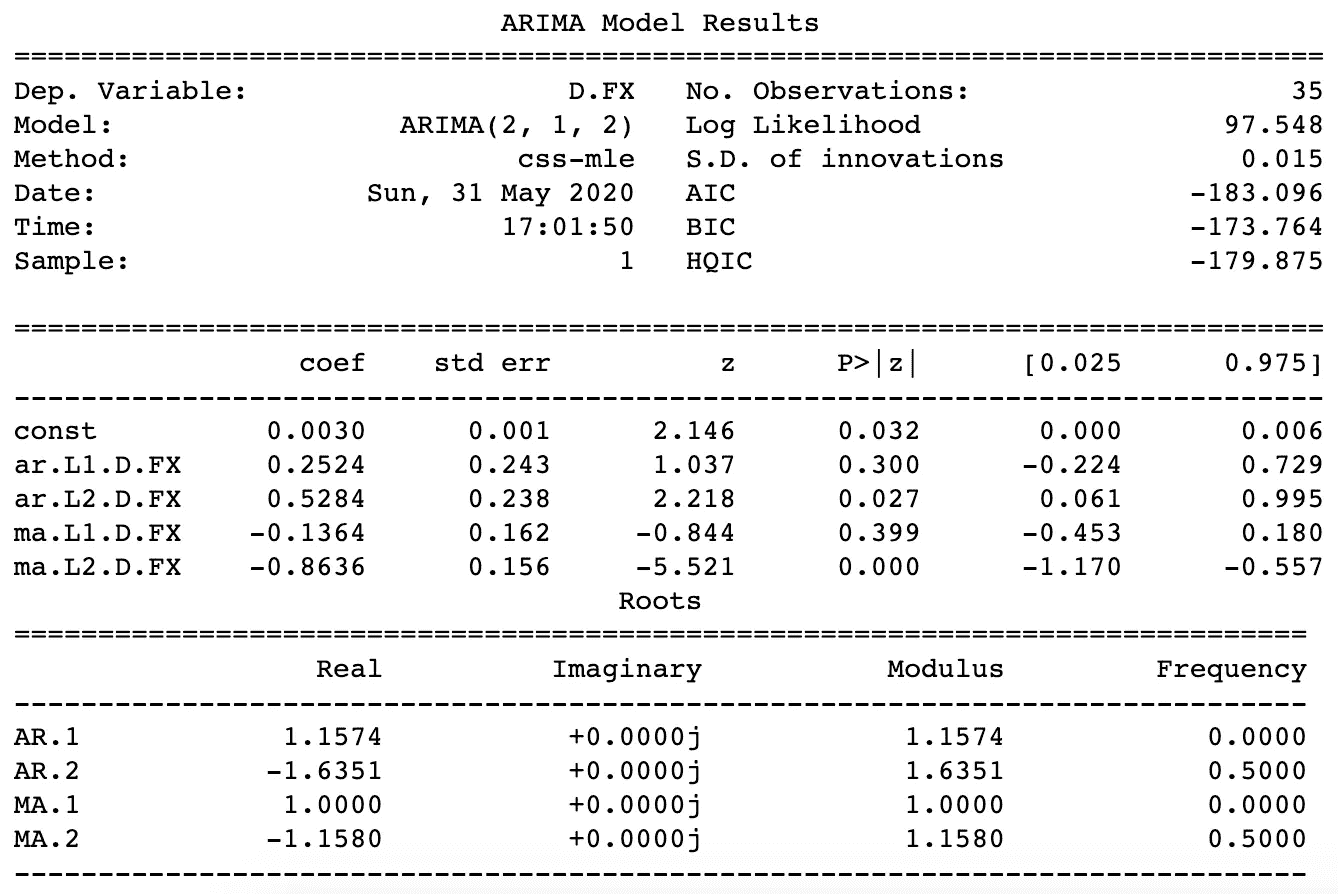 ARIMA Model Results
==============================================================================
Dep. Variable: D.FX No. Observations: 35
Model: ARIMA(2, 1, 2) Log Likelihood 97.548
Method: css-mle S.D. of innovations 0.015
Date: Sun, 31 May 2020 AIC -183.096
Time: 17:01:50 BIC -173.764
Sample: 1 HQIC -179.875
==============================================================================
coef std err z P>|z| [0.025 0.975]
------------------------------------------------------------------------------
const 0.0030 0.001 2.146 0.032 0.000 0.006
ar.L1.D.FX 0.2524 0.243 1.037 0.300 -0.224 0.729
ar.L2.D.FX 0.5284 0.238 2.218 0.027 0.061 0.995
ma.L1.D.FX -0.1364 0.162 -0.844 0.399 -0.453 0.180
ma.L2.D.FX -0.8636 0.156 -5.521 0.000 -1.170 -0.557
Roots
=============================================================================
Real Imaginary Modulus Frequency
-----------------------------------------------------------------------------
AR.1 1.1574 +0.0000j 1.1574 0.0000
AR.2 -1.6351 +0.0000j 1.6351 0.5000
MA.1 1.0000 +0.0000j 1.0000 0.0000
MA.2 -1.1580 +0.0000j 1.1580 0.5000
-----------------------------------------------------------------------------